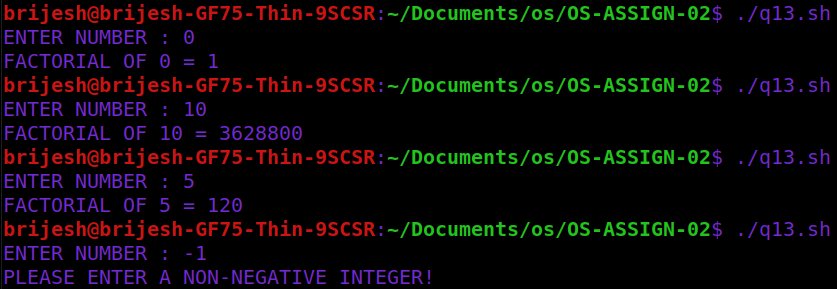 brijesh@brijesh-GF75-Thin-9SCSR:~/Documents/os/OS-ASSIGN-02$ ./q13.sh
ENTER NUMBER : 0
FACTORIAL OF 0 = 1
brijesh@brijesh-GF75-Thin-9SCSR:~/Documents/os/OS-ASSIGN-02$ ./q13.sh
ENTER NUMBER : 10
FACTORIAL OF 10 = 3628800
brijesh@brijesh-GF75-Thin-9SCSR:~/Documents/os/OS-ASSIGN-02$ ./q13.sh
ENTER NUMBER : 5
FACTORIAL OF 5 = 120
brijesh@brijesh-GF75-Thin-9SCSR:~/Documents/os/OS-ASSIGN-02$ ./q13.sh
ENTER NUMBER : -1
PLEASE ENTER A NON-NEGATIVE INTEGER!